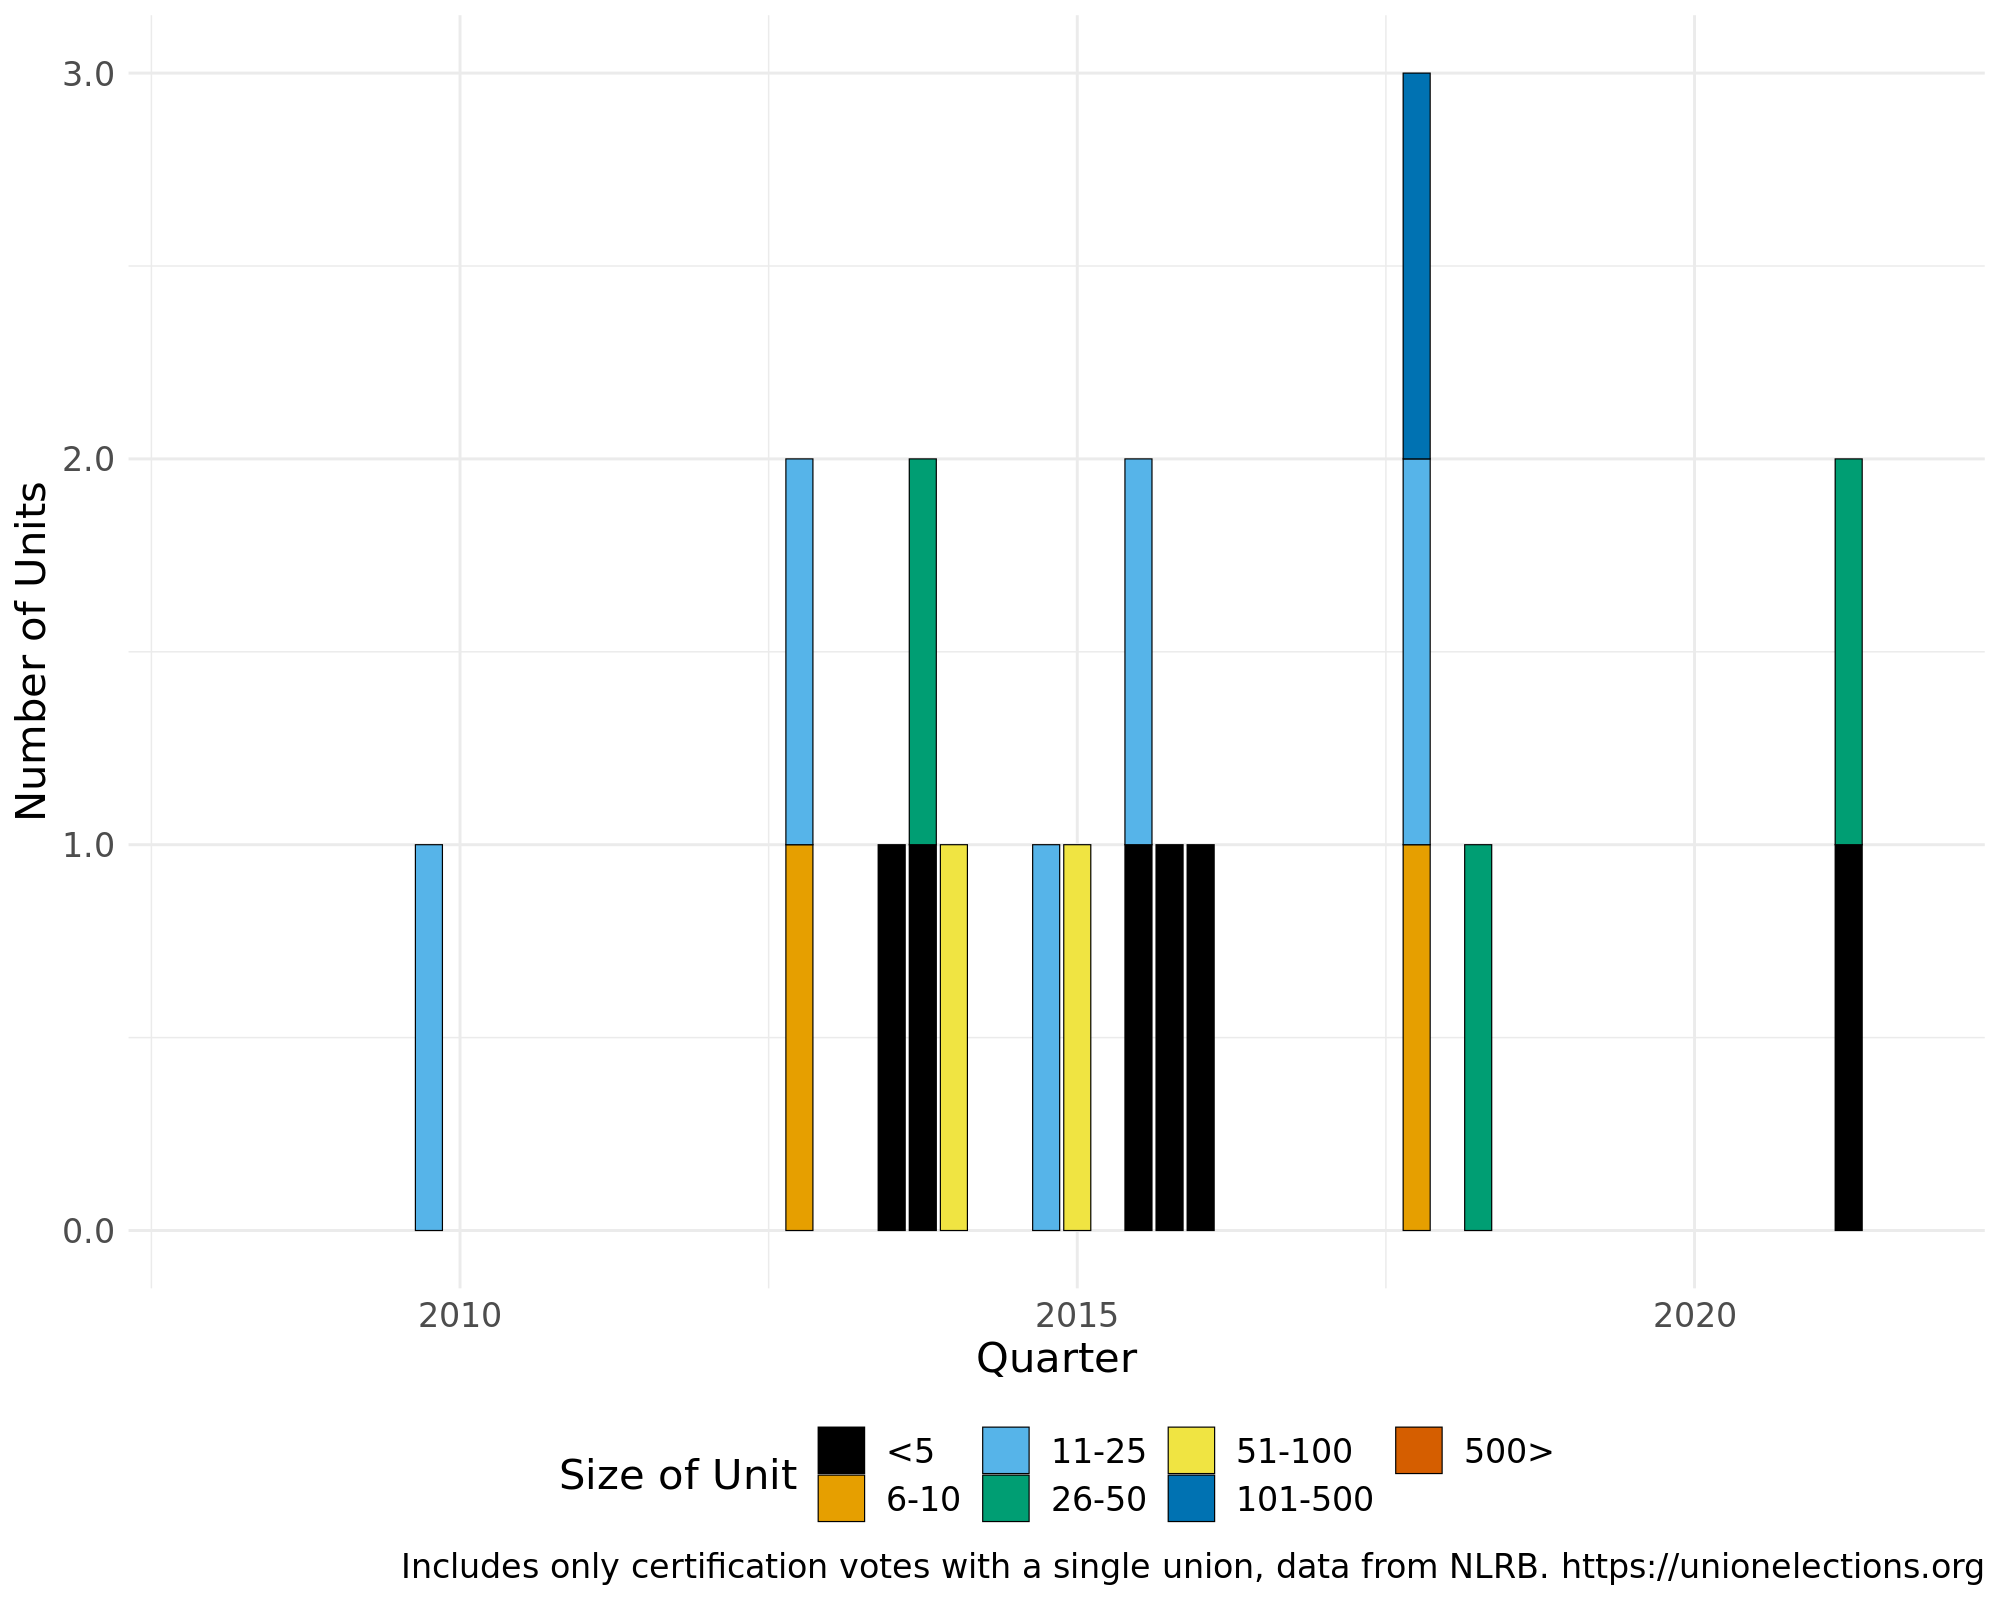 3.0
2.0
1.0
0.0
Number of Units
2010 2015 2020
Quarter
Size of Unit
<5 11-25 51-100 500>
6-10 26-50 101-500
Includes only certification votes with a single union, data from NLRB. https://unionelections.org